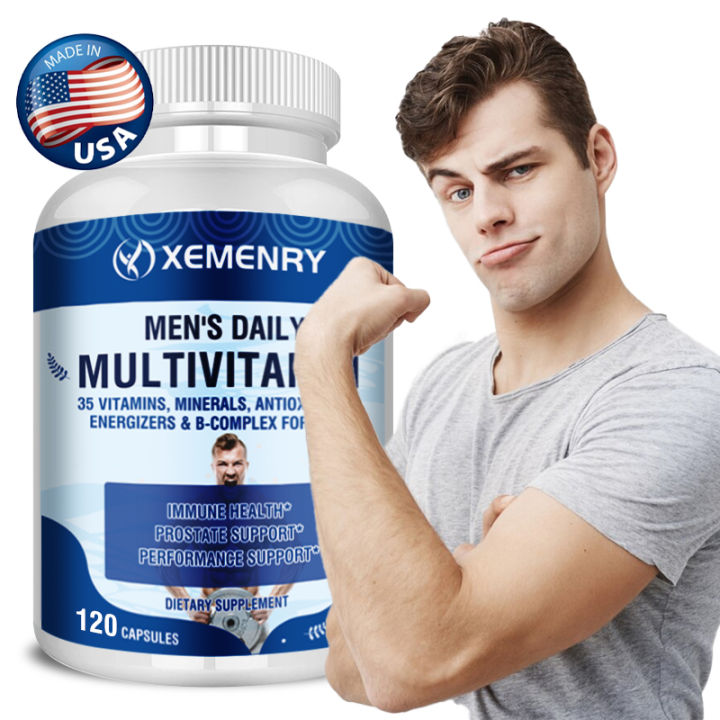 MADE IN
USA
XEMENRY
MEN'S DAILY
35 VITAMINS, MINERALS,
ENERGIZERS & B-COMPLEX
IMMUNE HEALTH*
PROSTATE SUPPORT*
PERFORMANCE SUPPORT*
DIETARY SUPPLEMENT
120 CAPSULES